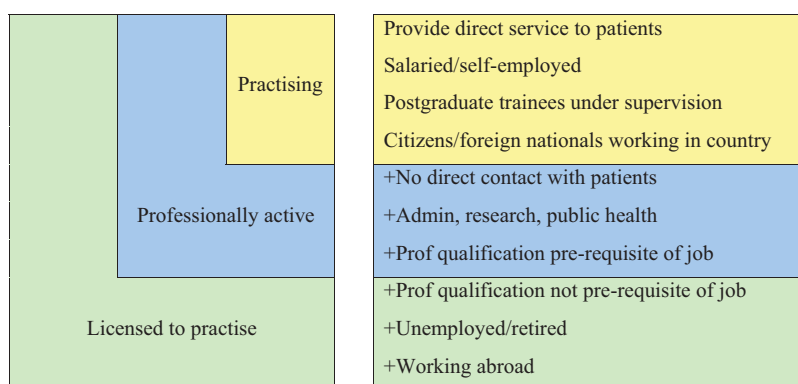 Practising
Professionally active
Licensed to practise
Provide direct service to patients
Salaried/self-employed
Postgraduate trainees under supervision
Citizens/foreign nationals working in country
+No direct contact with patients
+Admin, research, public health
+Prof qualification pre-requisite of job
+Prof qualification not pre-requisite of job
+Unemployed/retired
+Working abroad